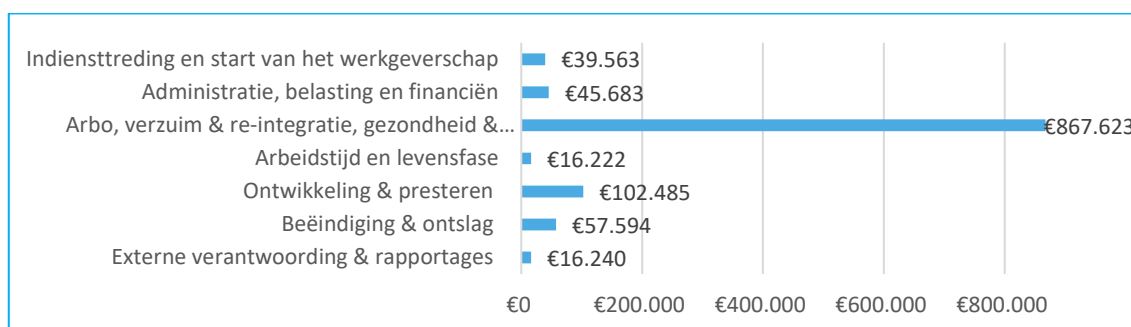 Indiensttreding en start van het werkgeverschap €39.563
Administratie, belasting en financiën €45.683
Arbo, verzuim & re-integratie, gezondheid &… €867.623
Arbeidstijd en levensfase €16.222
Ontwikkeling & presteren €102.485
Beëindiging & ontslag €57.594
Externe verantwoording & rapportages €16.240
€0 €200.000 €400.000 €600.000 €800.000